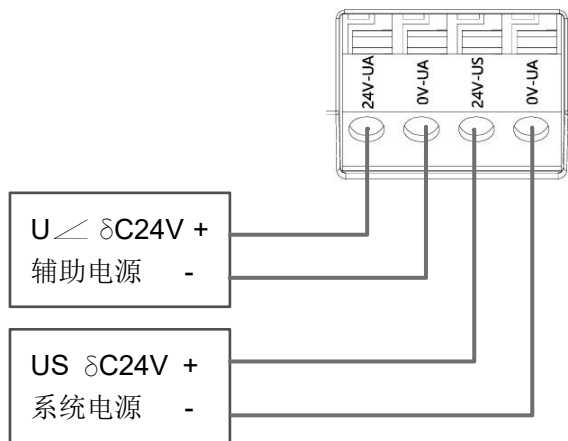 24V-UA
0V-UA
24V-US
0V-UA
U∠ δC24V +
辅助电源 -
US δC24V +
系统电源 -